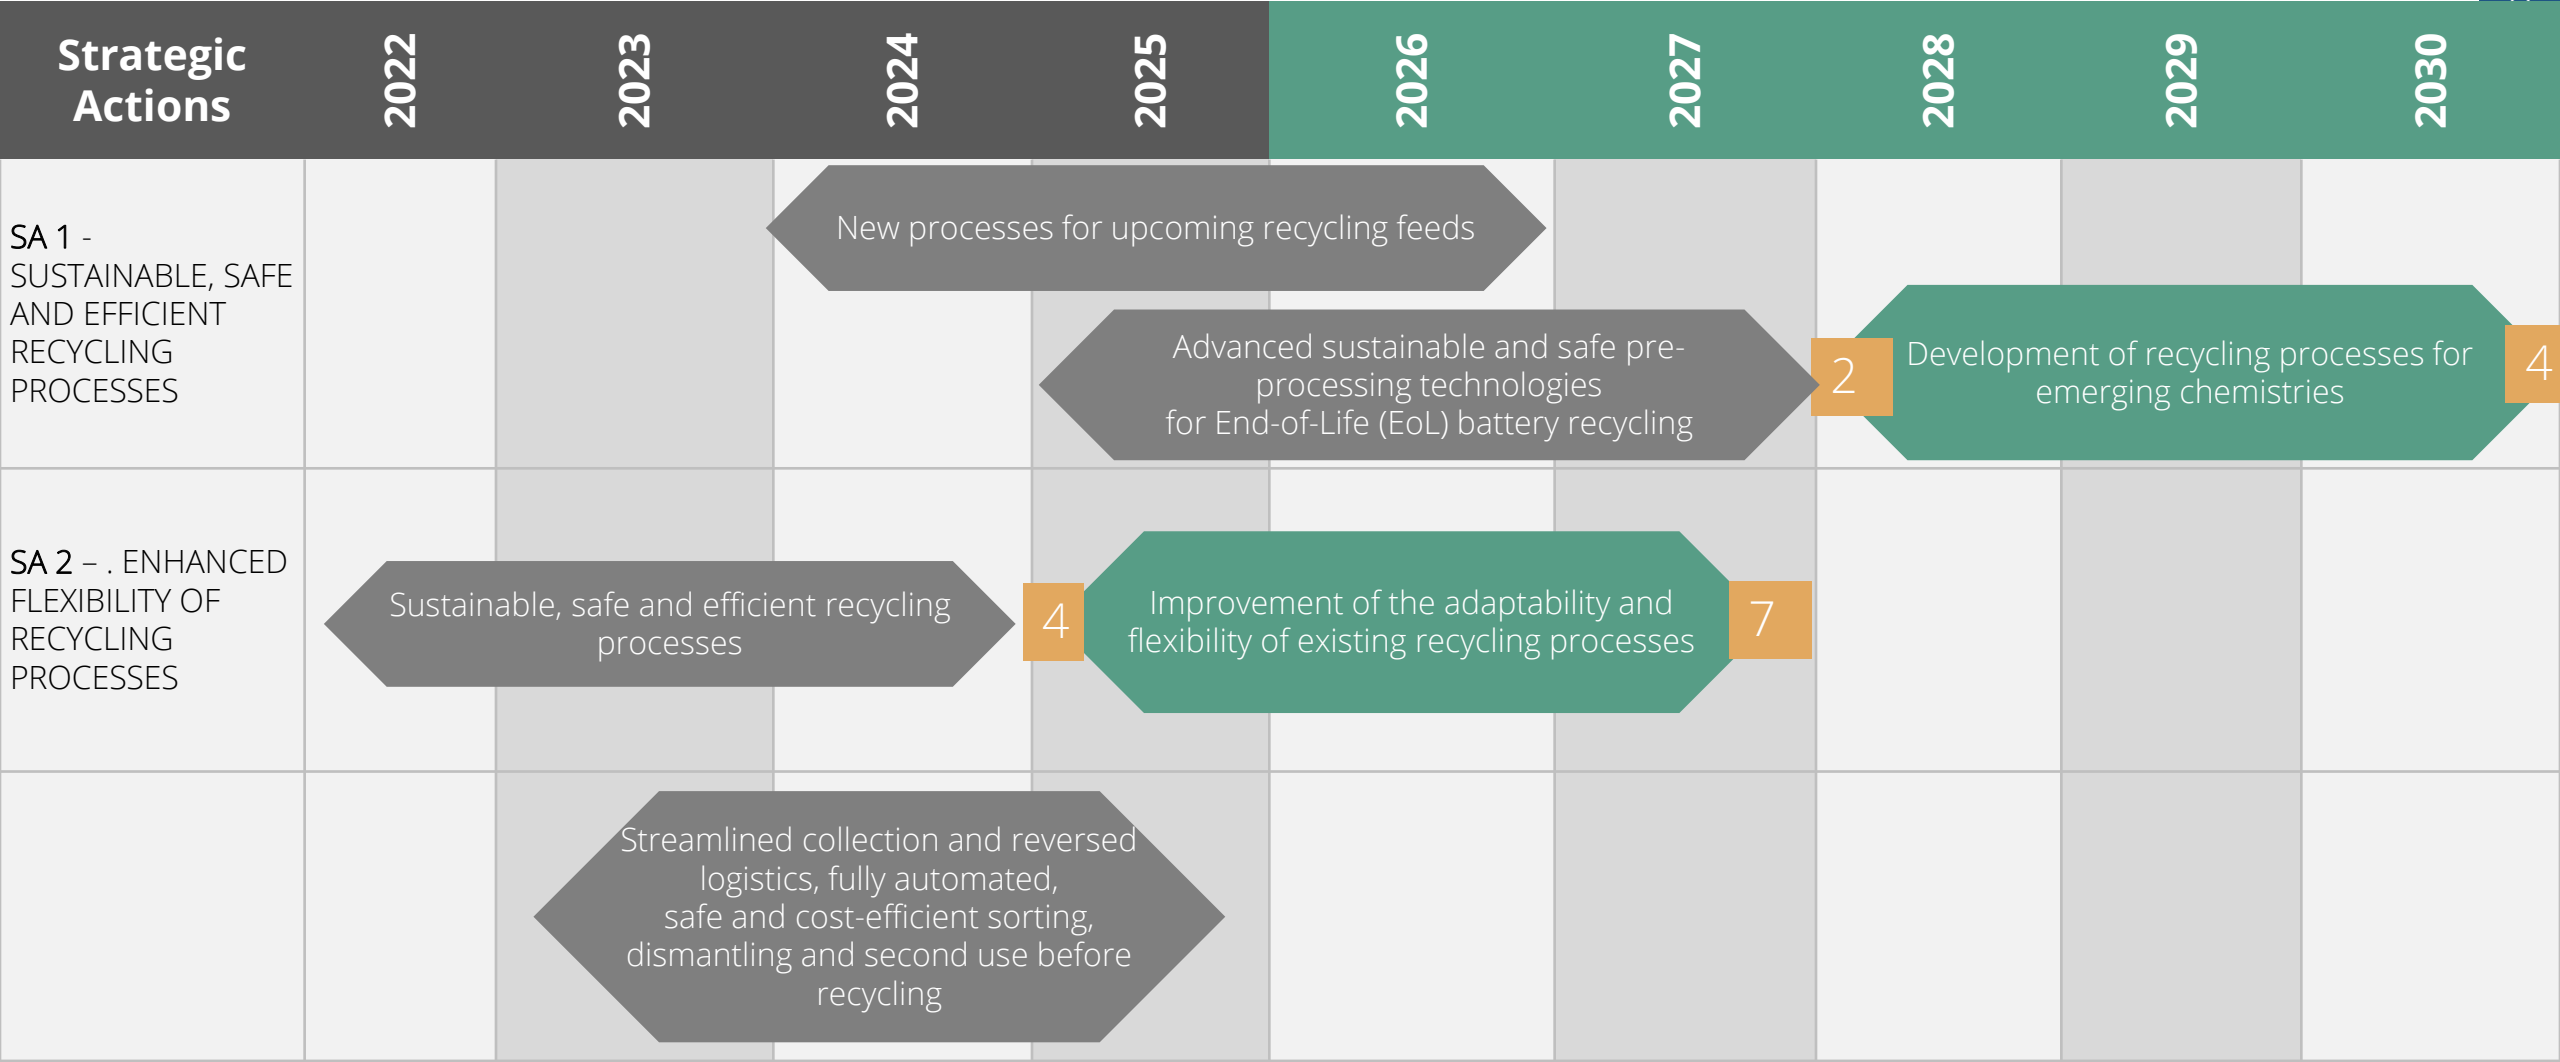 Strategic
Actions
2022
2023
2024
2025
2026
2027
2028
2029
2030
SA 1 -
SUSTAINABLE, SAFE
AND EFFICIENT
RECYCLING
PROCESSES
New processes for upcoming recycling feeds
Advanced sustainable and safe pre-
processing technologies
for End-of-Life (EoL) battery recycling
2
Development of recycling processes for
emerging chemistries
4
SA 2 – . ENHANCED
FLEXIBILITY OF
RECYCLING
PROCESSES
Sustainable, safe and efficient recycling
processes
4
Improvement of the adaptability and
flexibility of existing recycling processes
7
Streamlined collection and reversed
logistics, fully automated,
safe and cost-efficient sorting,
dismantling and second use before
recycling